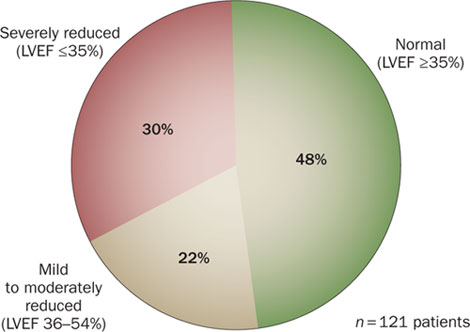 Severely reduced
(LVEF ≤35%)
Normal
(LVEF ≥35%)
30%
48%
22%
Mild
to moderately
reduced
(LVEF 36–54%)
n=121 patients